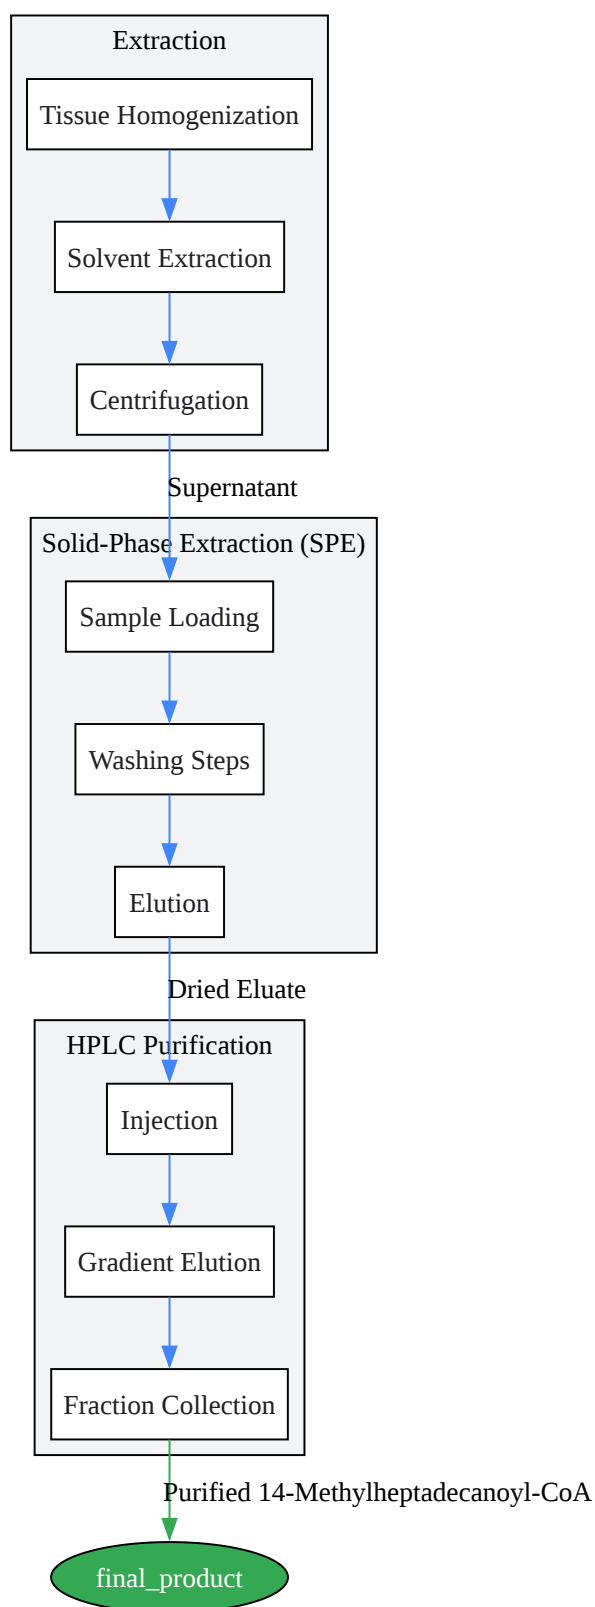 Extraction
Tissue Homogenization
Solvent Extraction
Centrifugation
Supernatant
Solid-Phase Extraction (SPE)
Sample Loading
Washing Steps
Elution
Dried Eluate
HPLC Purification
Injection
Gradient Elution
Fraction Collection
Purified 14-Methylheptadecanoyl-CoA
final_product